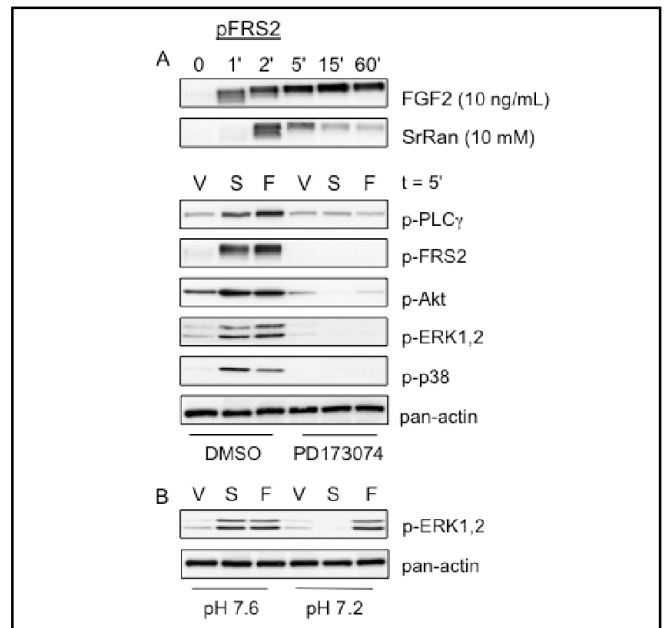 pFRS2
A 0 1' 2' 5' 15' 60'
FGF2 (10 ng/mL)
SrRan (10 mM)
V S F V S F t = 5'
p-PLCγ
p-FRS2
p-Akt
p-ERK1,2
p-p38
pan-actin
DMSO PD173074
B V S F V S F
p-ERK1,2
pan-actin
pH 7.6 pH 7.2